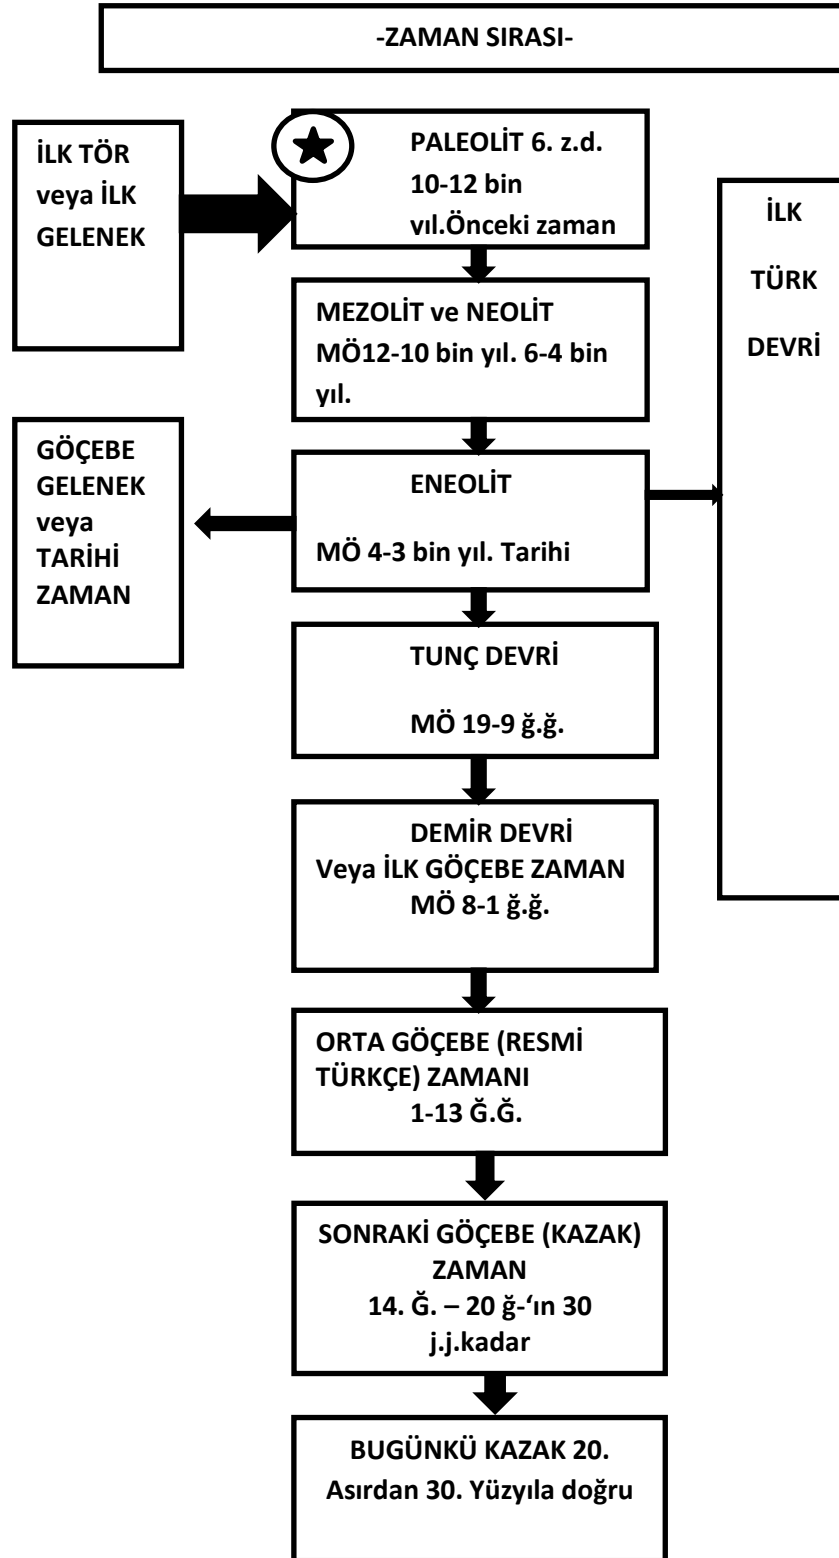 -ZAMAN SIRASI-
İLK TÖR
veya İLK
GELENEK
PALEOLİT 6. z.d.
10-12 bin
vıl.Önceki zaman
İLK
TÜRK
DEVRİ
MEZOLİT ve NEOLİT
MÖ12-10 bin yıl. 6-4 bin
yıl.
GÖÇEBE
GELENEK
veya
TARİHİ
ZAMAN
ENEOLİT
MÖ 4-3 bin yıl. Tarihi
TUNÇ DEVRİ
MÖ 19-9 ğ.ğ.
DEMİR DEVRİ
Veya İLK GÖÇEBE ZAMAN
MÖ 8-1 ğ.ğ.
ORTA GÖÇEBE (RESMİ
TÜRKÇE) ZAMANI
1-13 Ğ.Ğ.
SONRAKİ GÖÇEBE (KAZAK)
ZAMAN
14. Ğ. – 20 ğ-‘ın 30
j.j.kadar
BUGÜNKÜ KAZAK 20.
Asırdan 30. Yüzyıla doğru